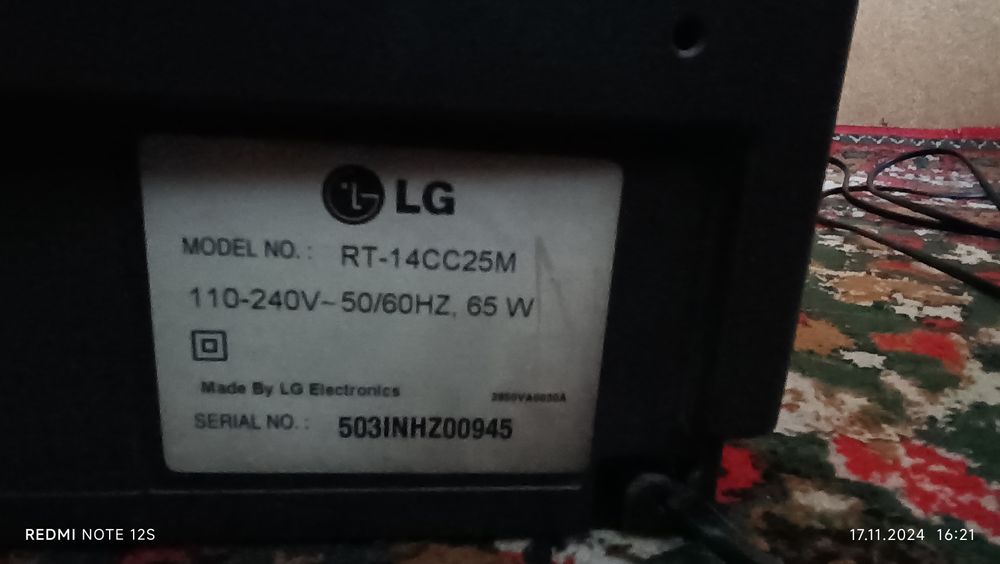 LG
MODEL NO. : RT-14CC25M
110-240V~50/60HZ, 65 W
Made By LG Electronics
3850VA0030A
SERIAL NO. : 503INHZ00945
REDMI NOTE 12S
17.11.2024 16:21